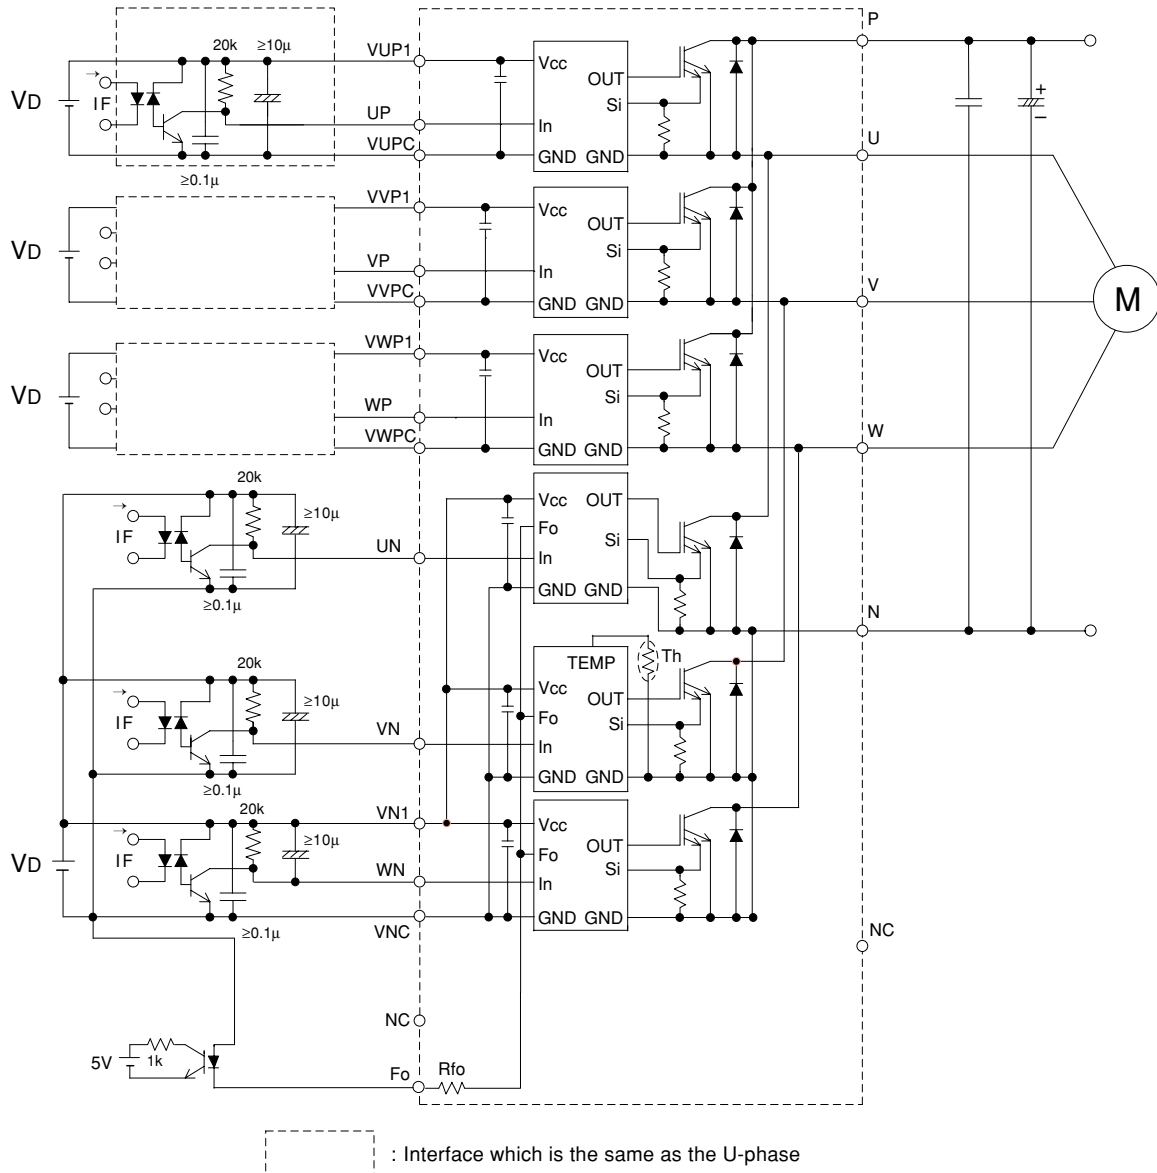 P
20k
≥10μ
VUP1
Vcc
OUT
+
IF
VD
Si
–
UP
In
U
VUPC
GND GND
≥0.1μ
VVP1
Vcc
OUT
VD
Si
VP
In
V
VVPC
GND GND
M
VWP1
Vcc
OUT
VD
Si
WP
In
W
VWPC
GND GND
20k
≥10μ
Vcc
OUT
Fo
IF
Si
UN
In
GND GND
≥0.1μ
N
20k
TEMP
Th
≥10μ
Vcc
OUT
IF
Fo
Si
VN
In
GND GND
≥0.1μ
20k
VN1
Vcc
≥10μ
OUT
VD
IF
Fo
Si
WN
In
GND GND
VNC
≥0.1μ
NC
NC
5V
1k
Fo
Rfo
: Interface which is the same as the U-phase